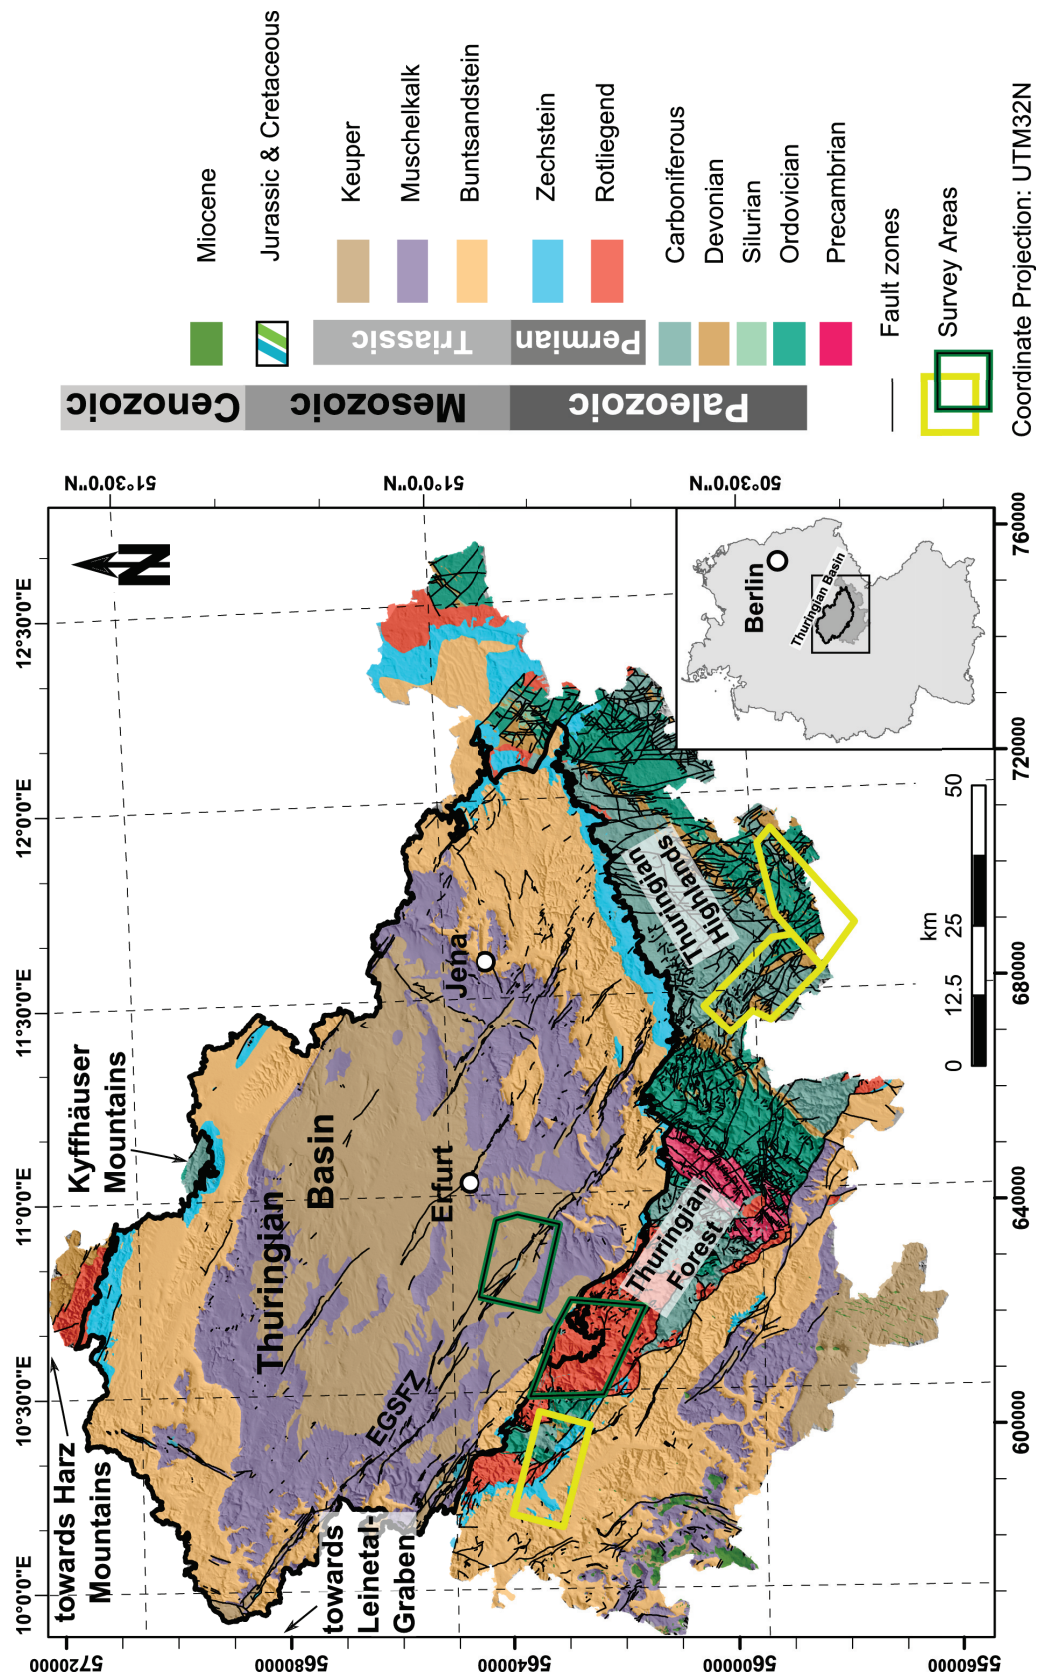 10°0'0"E
10°30'0"E
11°0'0"E
11°30'0"E
12°0'0"E
12°30'0"E
5720000
5680000
5640000
5600000
5560000
51°30'0"N
51°0'0"N
50°30'0"N
600000
640000
680000
720000
760000
towards Harz
Mountains
Kyffhäuser
Mountains
N
Thuringian
Basin
EGSFZ
Erfurt
Jena
towards
Leinetal-
Graben
Thuringian
Forest
Thuringian
Highlands
0
12.5
25
50
km
Berlin
Thuringian Basin
Cenozoic
Mesozoic
Paleozoic
Triassic
Permian
Miocene
Jurassic & Cretaceous
Keuper
Muschelkalk
Buntsandstein
Zechstein
Rotliegend
Carboniferous
Devonian
Silurian
Ordovician
Precambrian
Fault zones
Survey Areas
Coordinate Projection: UTM32N